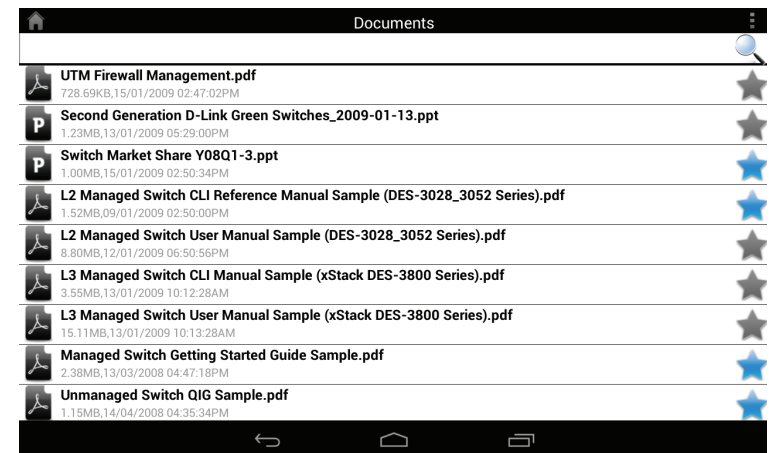 Documents
UTM Firewall Management.pdf
728.69KB,15/01/2009 02:47:02PM
P
Second Generation D-Link Green Switches_2009-01-13.ppt
1.23MB,13/01/2009 05:29:00PM
P
Switch Market Share Y08Q1-3.ppt
1.00MB,15/01/2009 02:50:34PM
L2 Managed Switch CLI Reference Manual Sample (DES-3028_3052 Series).pdf
1.52MB,09/01/2009 02:50:00PM
L2 Managed Switch User Manual Sample (DES-3028_3052 Series).pdf
8.80MB,12/01/2009 06:50:56PM
L3 Managed Switch CLI Manual Sample (xStack DES-3800 Series).pdf
3.55MB,13/01/2009 10:12:28AM
L3 Managed Switch User Manual Sample (xStack DES-3800 Series).pdf
15.11MB,13/01/2009 10:13:28AM
Managed Switch Getting Started Guide Sample.pdf
2.38MB,13/03/2008 04:47:18PM
Unmanaged Switch QIG Sample.pdf
1.15MB,14/04/2008 04:35:34PM